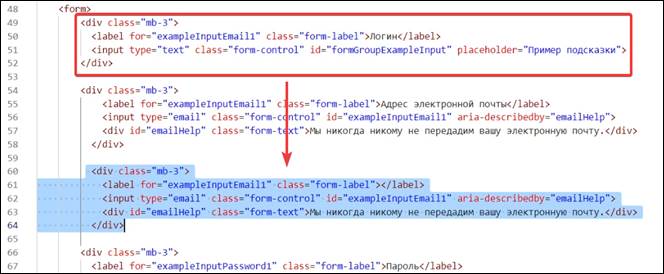 48 <form>
49 <div class="mb-3">
50 <label for="exampleInputEmail1" class="form-label">Логин</label>
51 <input type="text" class="form-control" id="formGroupExampleInput" placeholder="Пример подсказки">
52 </div>
53
54 <div class="mb-3">
55 <label for="exampleInputEmail1" class="form-label">Адрес электронной почты</label>
56 <input type="email" class="form-control" id="exampleInputEmail1" aria-describedby="emailHelp">
57 <div id="emailHelp" class="form-text">Мы никогда никому не передадим вашу электронную почту.</div>
58 </div>
59
60 <div class="mb-3">
61 <label for="exampleInputEmail1" class="form-label"></label>
62 <input type="email" class="form-control" id="exampleInputEmail1" aria-describedby="emailHelp">
63 <div id="emailHelp" class="form-text">Мы никогда никому не передадим вашу электронную почту.</div>
64 </div>
65
66 <div class="mb-3">
67 <label for="exampleInputPassword1" class="form-label">Пароль</label>